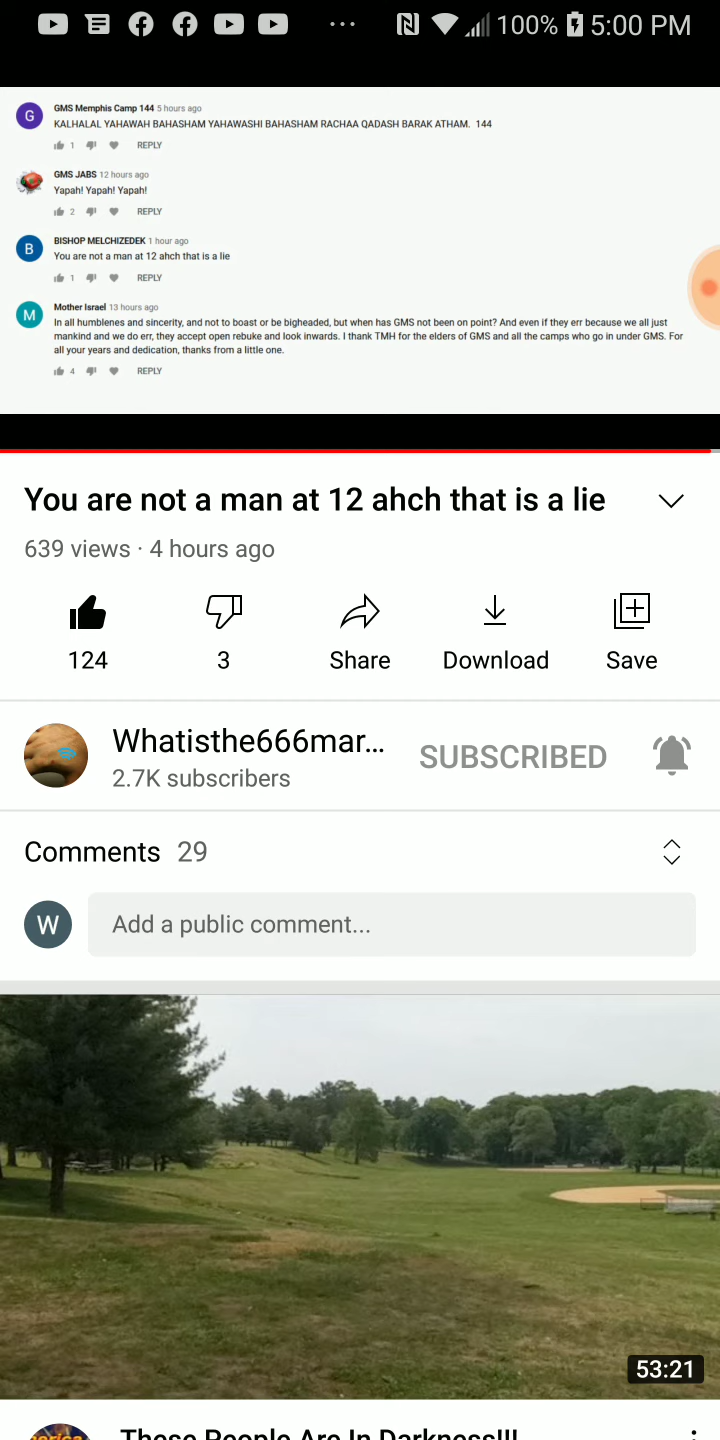 100% 5:00 PM
G GMS Memphis Camp 144 5 hours ago
KALHALAL YAHAWAH BAHASHAM YAHAWASHI BAHASHAM RACHAA QADASH BARAK ATHAM. 144
1 REPLY
GMS JABS 12 hours ago
Yapah! Yapah! Yapah!
2 REPLY
B BISHOP MELCHIZEDEK 1 hour ago
You are not a man at 12 ahch that is a lie
1 REPLY
M Mother Israel 13 hours ago
In all humblenes and sincerity, and not to boast or be bigheaded, but when has GMS not been on point? And even if they err because we all just
mankind and we do err, they accept open rebuke and look inwards. I thank TMH for the elders of GMS and all the camps who go in under GMS. For
all your years and dedication, thanks from a little one.
4 REPLY
You are not a man at 12 ahch that is a lie
639 views · 4 hours ago
124 3 Share Download Save
Whatisthe666mar... SUBSCRIBED
2.7K subscribers
Comments 29
W Add a public comment...
53:21
These People Are In Darkness!!!